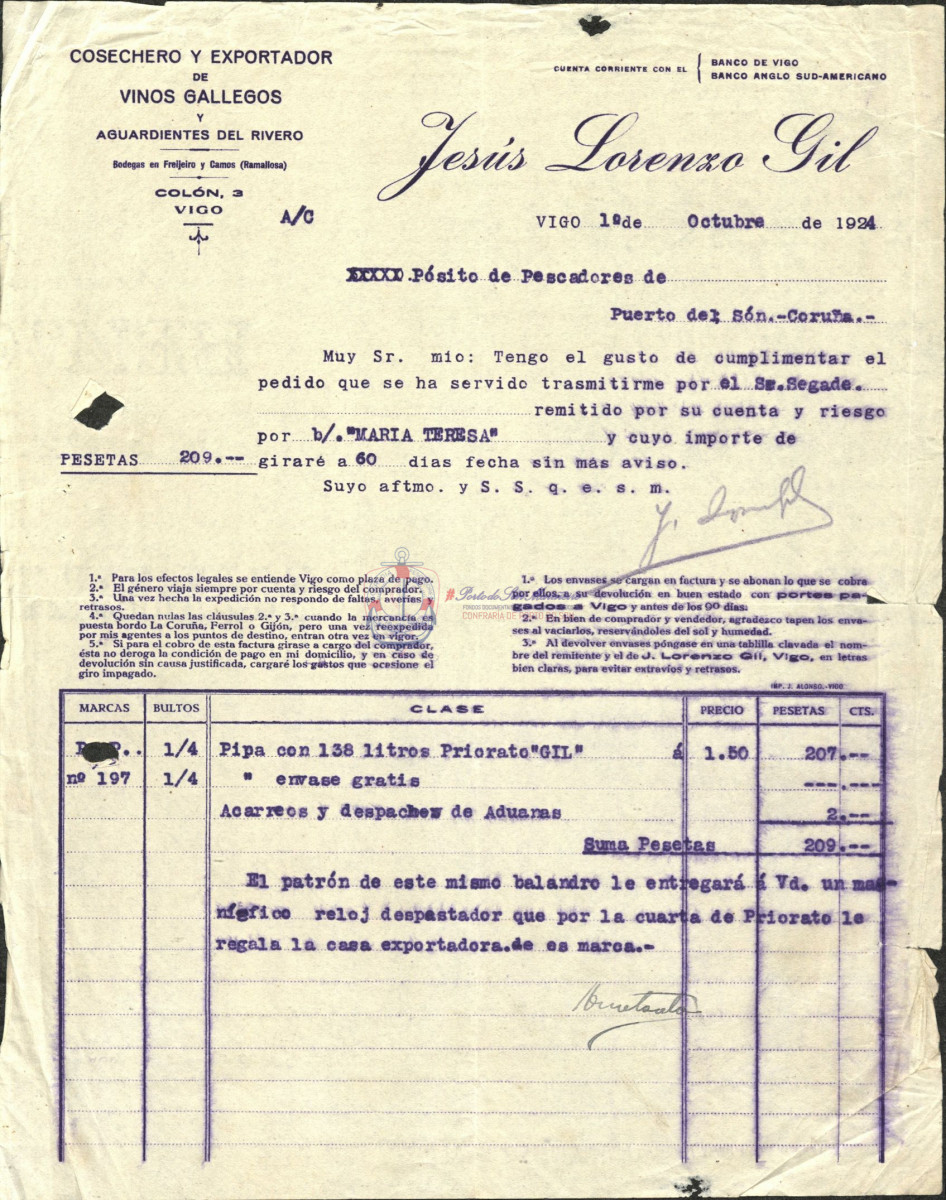 COSECHERO Y EXPORTADOR
DE
VINOS GALLEGOS
Y
AGUARDIENTES DEL RIVERO
Bodegas en Freijeiro y Camos (Ramallosa)
COLÓN, 3
VIGO
CUENTA CORRIENTE CON EL
BANCO DE VIGO
BANCO ANGLO SUD-AMERICANO
Jesús Lorenzo Gil
A/C
VIGO 1º de Octubre de 1924
XXXXX.Pósito de Pescadores de
Puerto del Són.-Coruña.-
Muy Sr. mio: Tengo el gusto de cumplimentar el
pedido que se ha servido trasmitirme por el Sr.Segade.
remitido por su cuenta y riesgo
por b/."MARIA TERESA" y cuyo importe de
PESETAS 209.-- giraré a 60 dias fecha sin más aviso.
Suyo aftmo. y S. S. q. e. s. m.
1.ª Para los efectos legales se entiende Vigo como plaza de pago.
2.ª El género viaja siempre por cuenta y riesgo del comprador.
3.ª Una vez hecha la expedición no respondo de faltas, averías y
retrasos.
4.ª Quedan nulas las cláusulas 2.ª y 3.ª cuando la mercancía es
puesta bordo La Coruña, Ferrol o Gijón, pero una vez reexpedida
por mis agentes a los puntos de destino, entran otra vez en vigor.
5.ª Si para el cobro de esta factura girase a cargo del comprador,
ésta no deroga la condición de pago en mi domicilio, y en caso de
devolución sin causa justificada, cargaré los gastos que ocasione el
giro impagado.
1.ª Los envases se cargan en factura y se abonan lo que se cobra
por ellos, a su devolución en buen estado con portes pa-
gados a Vigo y antes de los 90 días.
2.ª En bien de comprador y vendedor, agradezco tapen los enva-
ses al vaciarlos, reservándoles del sol y humedad.
3.ª Al devolver envases póngase en una tablilla clavada el nom-
bre del remitente y el de J. Lorenzo Gil, Vigo, en letras
bien claras, para evitar extravíos y retrasos.
IMP. J. ALONSO.-VIGO
MARCAS BULTOS CLASE PRECIO PESETAS CTS.
1/4 Pipa con 138 litros Priorato"GIL" á 1.50 207.--
nº 197 1/4 " envase gratis ---.---
Acarreos y despachos de Aduanas 2.--
Suma Pesetas 209.--
El patrón de este mismo balandro le entregará á Vd. un mag-
nígfico reloj despastador que por la cuarta de Priorato le
regala la casa exportadora.de es marca.-